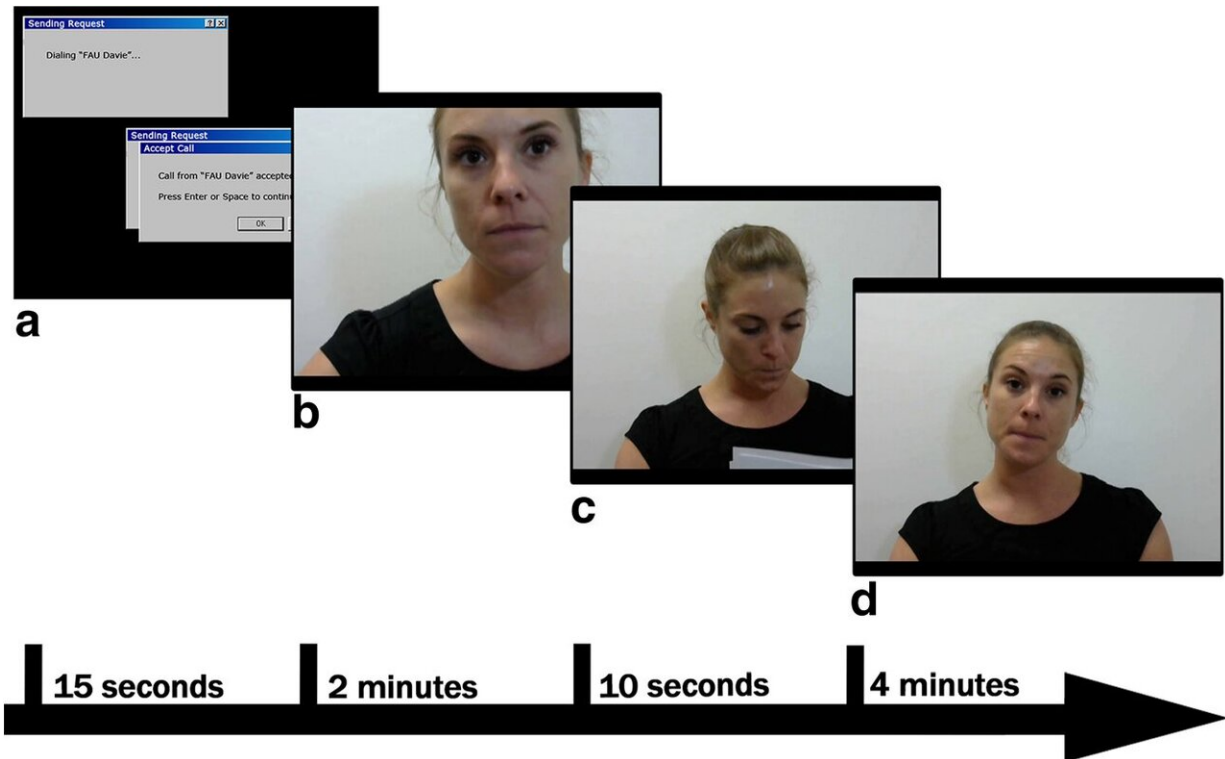 Sending Request
Dialing "FAU Davie"...
Sending Request
Accept Call
Call from "FAU Davie" accepted
Press Enter or Space to contin
OK
a
b
c
d
15 seconds
2 minutes
10 seconds
4 minutes